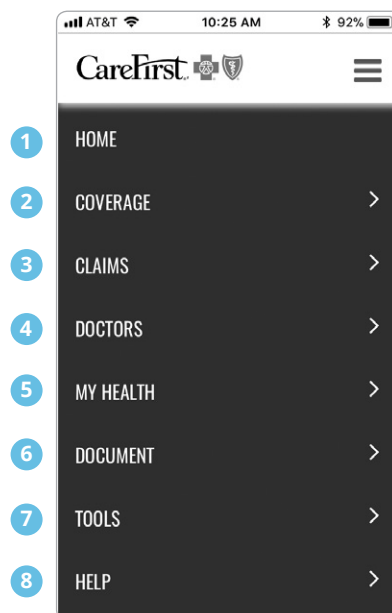 AT&T 10:25 AM 92%
CareFirst
1 HOME
2 COVERAGE
3 CLAIMS
4 DOCTORS
5 MY HEALTH
6 DOCUMENT
7 TOOLS
8 HELP